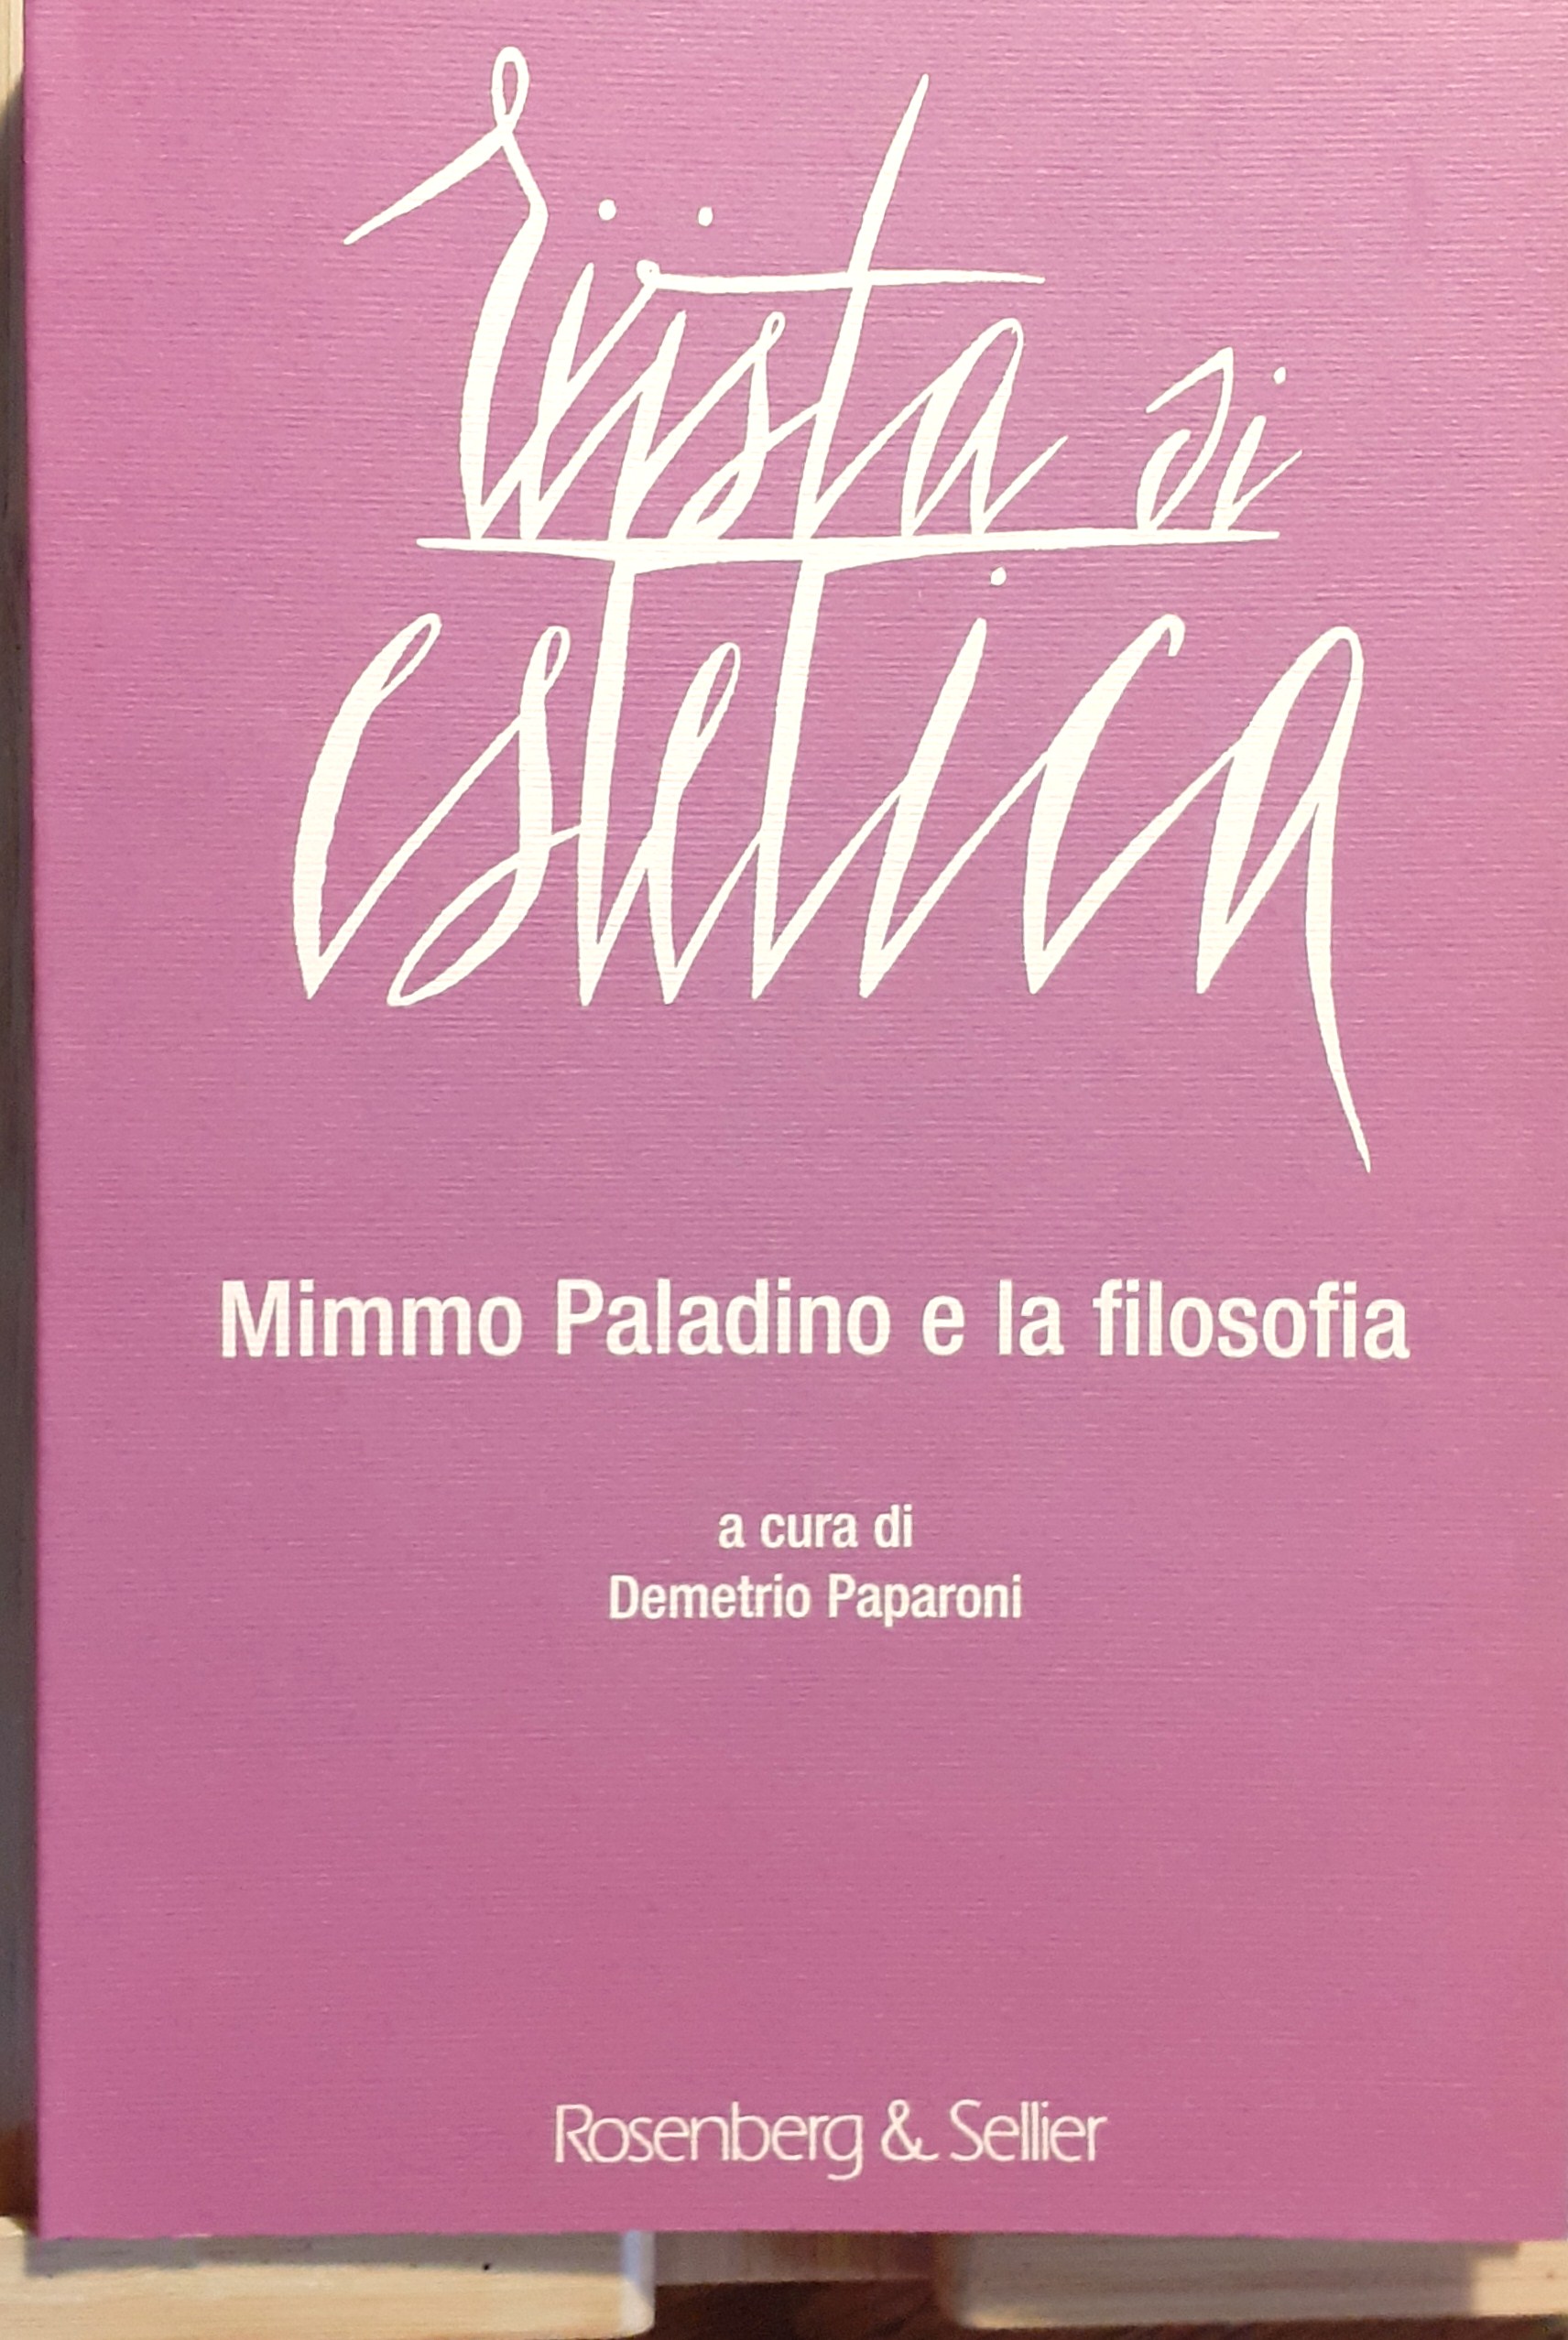 rivista di
estetica
Mimmo Paladino e la filosofia
a cura di
Demetrio Paparoni
Rosenberg & Sellier